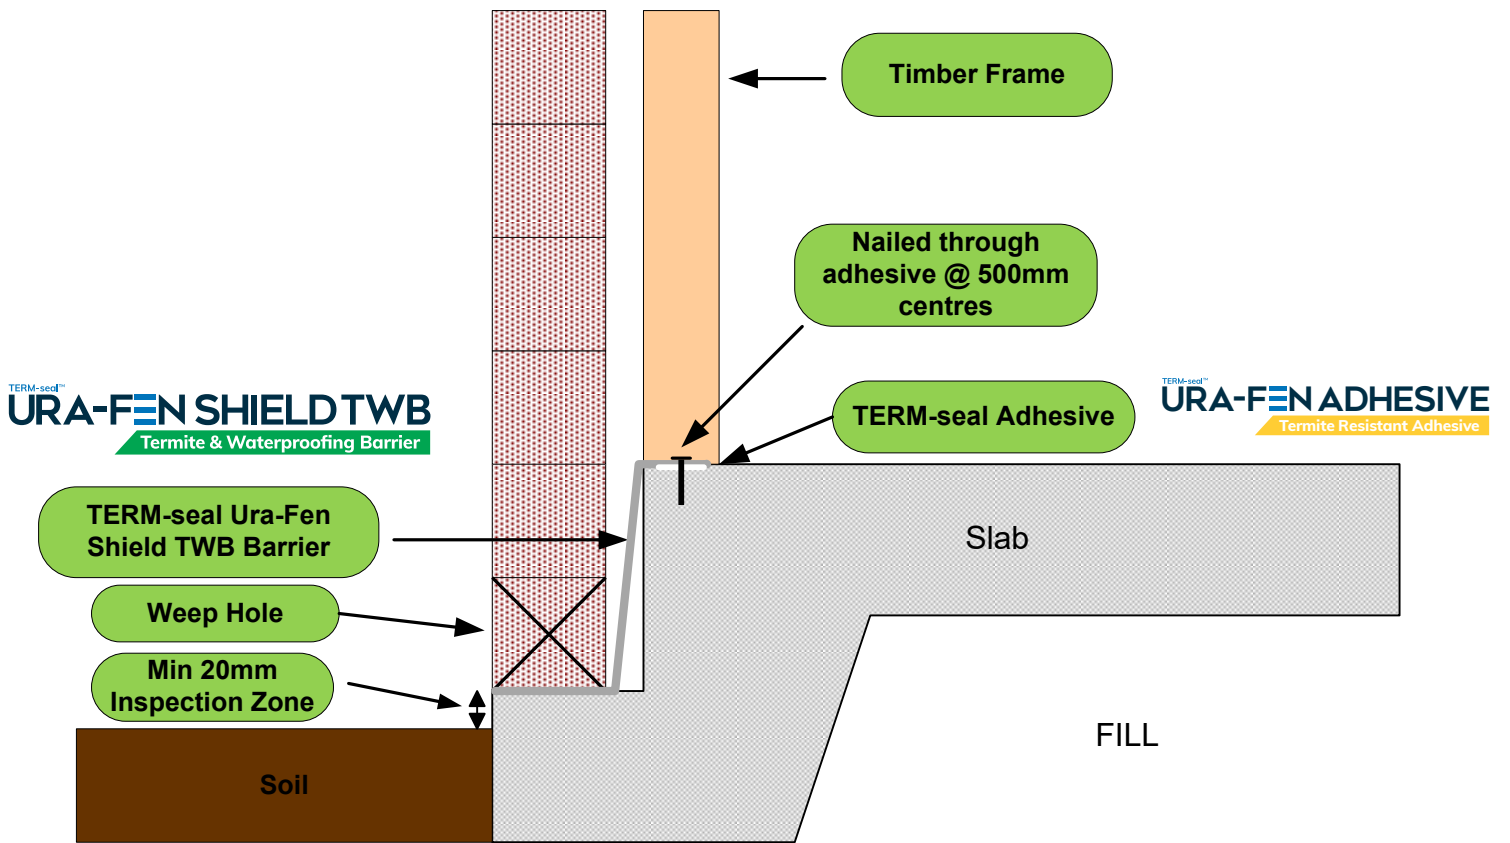 Timber Frame
Nailed through
adhesive @ 500mm
centres
TERM-seal™
URA-FEN SHIELD TWB
Termite & Waterproofing Barrier
TERM-seal Adhesive
TERM-seal™
URA-FEN ADHESIVE
Termite Resistant Adhesive
TERM-seal Ura-Fen
Shield TWB Barrier
Slab
Weep Hole
Min 20mm
Inspection Zone
FILL
Soil